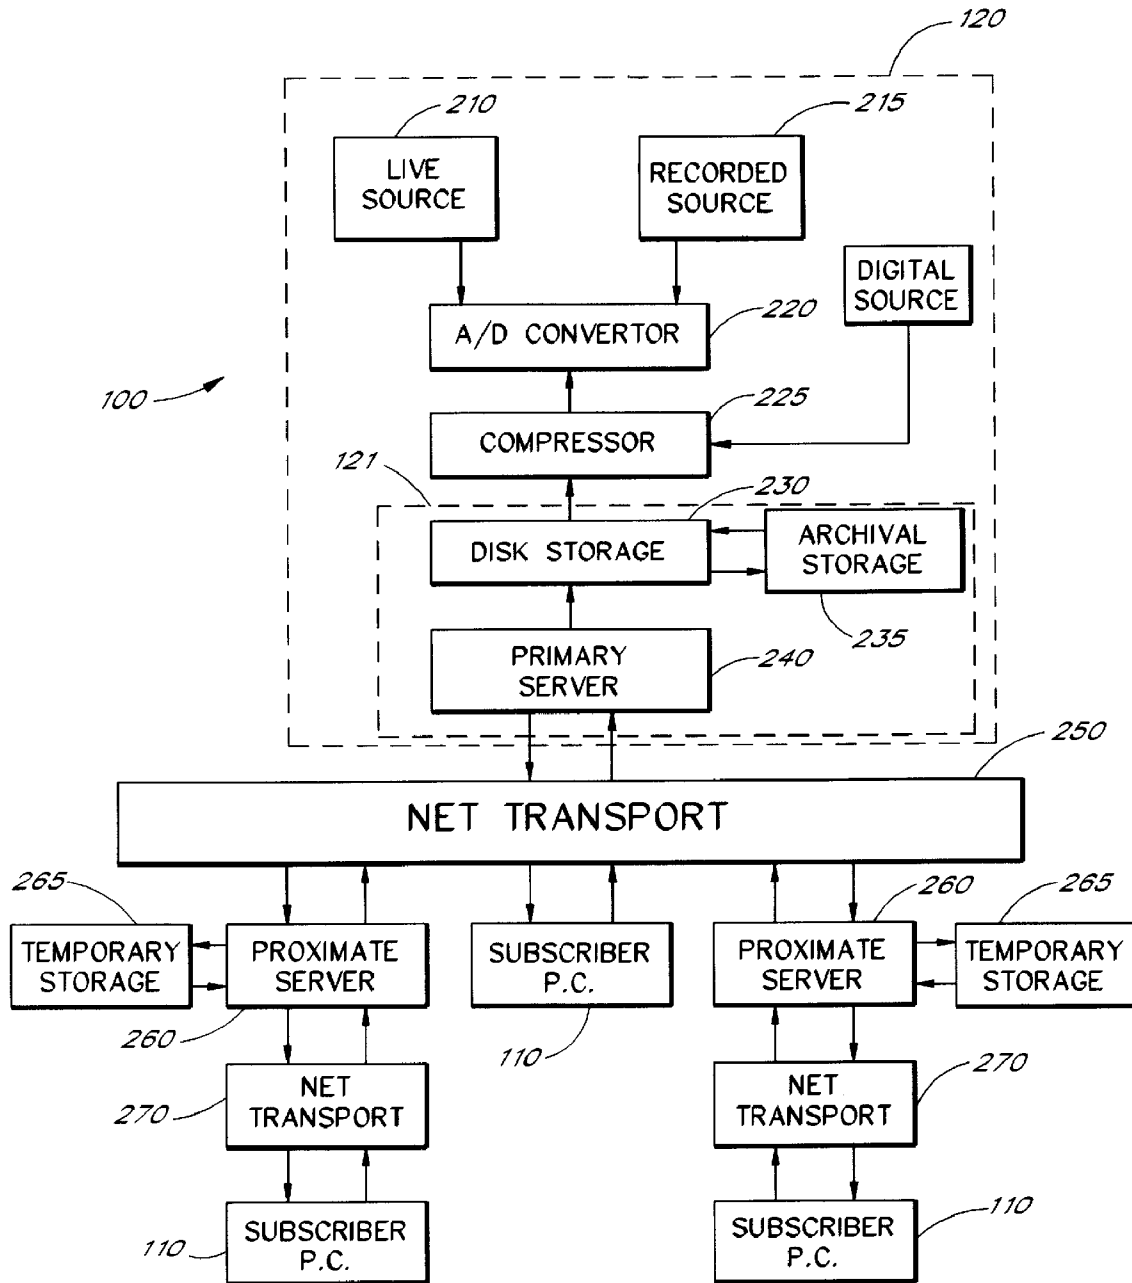 120
210
215
LIVE
SOURCE
RECORDED
SOURCE
DIGITAL
SOURCE
220
A/D CONVERTOR
100
225
COMPRESSOR
121
230
DISK STORAGE
ARCHIVAL
STORAGE
235
PRIMARY
SERVER
240
250
NET TRANSPORT
265
260
265
TEMPORARY
STORAGE
PROXIMATE
SERVER
SUBSCRIBER
P.C.
PROXIMATE
SERVER
TEMPORARY
STORAGE
260
110
270
NET
TRANSPORT
NET
TRANSPORT
270
110
SUBSCRIBER
P.C.
SUBSCRIBER
P.C.
110